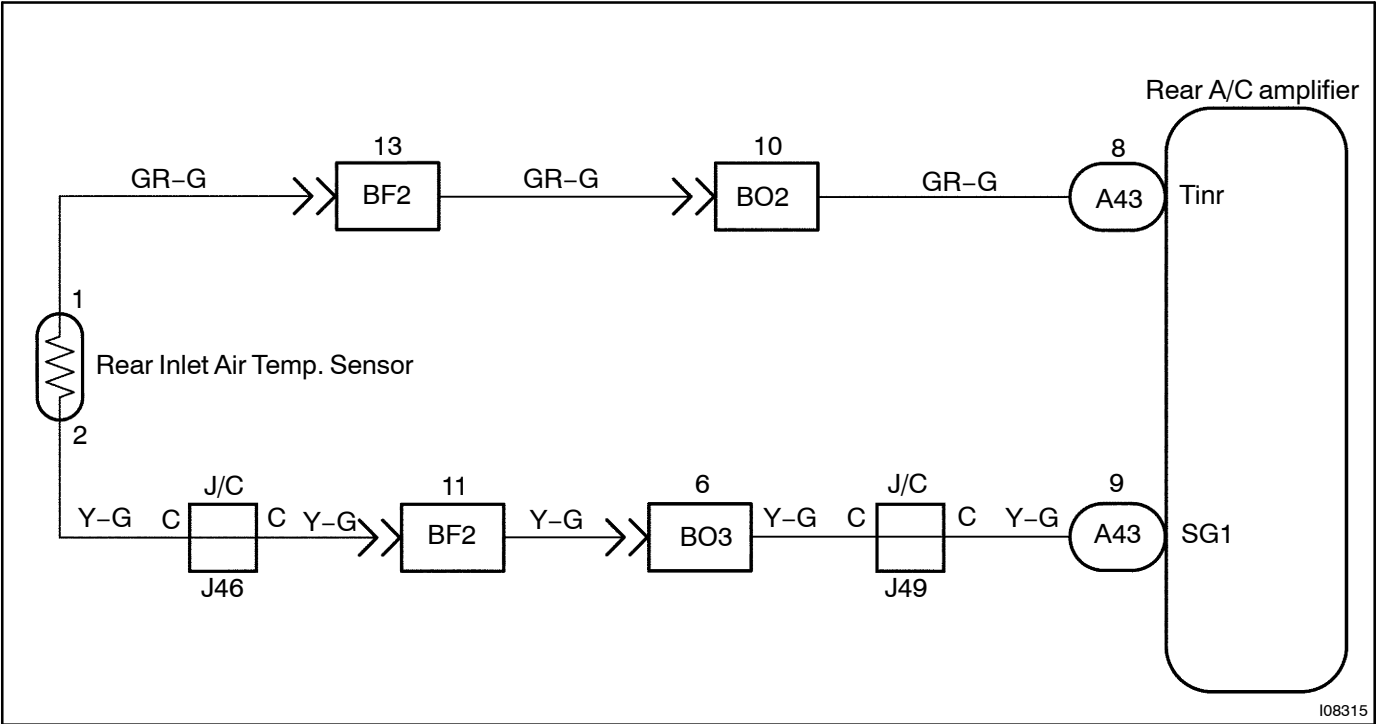 Rear A/C amplifier
13
10
8
GR−G
GR−G
GR−G
BF2
BO2
A43
Tinr
1
Rear Inlet Air Temp. Sensor
2
J/C
11
6
J/C
9
Y−G
C
C
Y−G
Y−G
Y−G
C
C
Y−G
BF2
BO3
A43
SG1
J46
J49
I08315